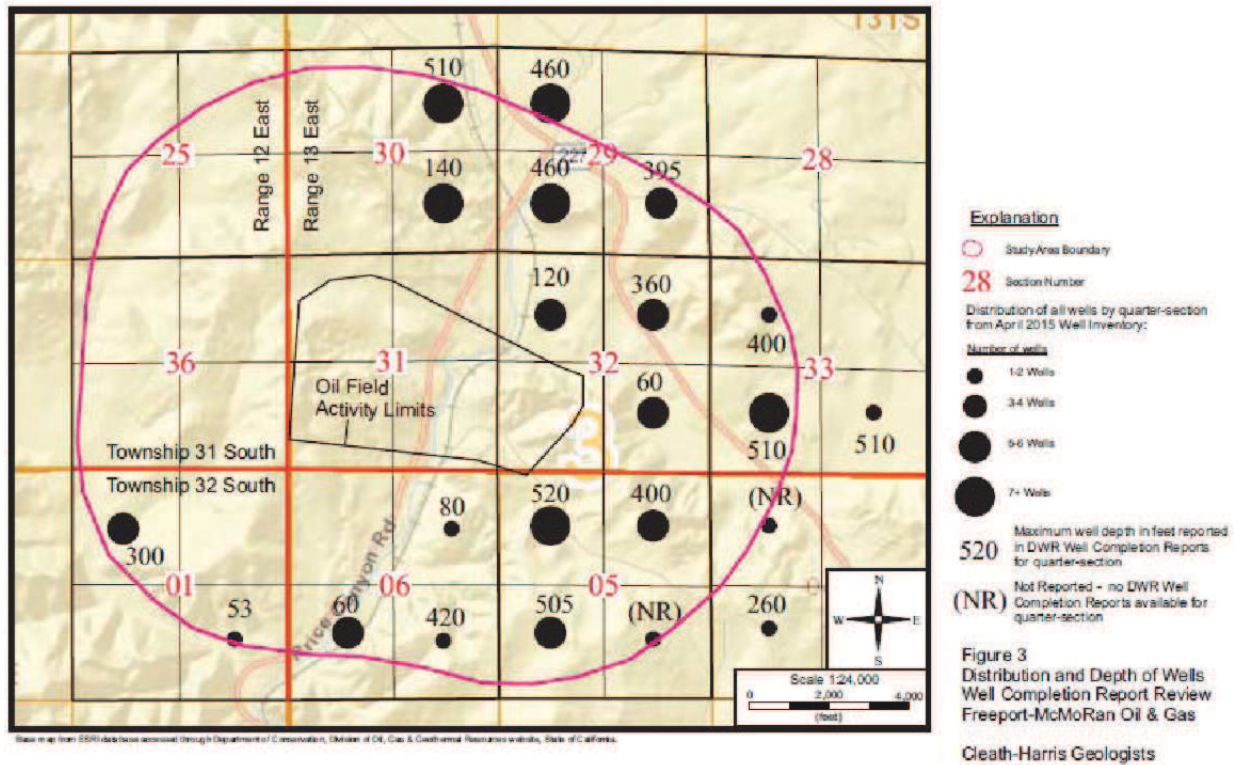 T31S
510
460
Range 12 East
Range 13 East
25
30
227
29
28
140
460
395
120
360
400
36
31
32
33
Oil Field
Activity Limits
60
510
510
Township 31 South
Township 32 South
300
80
520
400
(NR)
01
06
05
Price Canyon Rd
53
60
420
505
(NR)
260
N
W
E
S
Scale 1:24,000
0 2,000 4,000
(feet)
Base map from ESRI database accessed through Department of Conservation, Division of Oil, Gas & Geothermal Resources website, State of California.
Explanation
Study Area Boundary
28 Section Number
Distribution of all wells by quarter-section
from April 2015 Well Inventory:
Number of wells
1-2 Wells
3-4 Wells
5-6 Wells
7+ Wells
520 Maximum well depth in feet reported
in DWR Well Completion Reports
for quarter-section
(NR) Not Reported - no DWR Well
Completion Reports available for
quarter-section
Figure 3
Distribution and Depth of Wells
Well Completion Report Review
Freeport-McMoRan Oil & Gas
Cleath-Harris Geologists